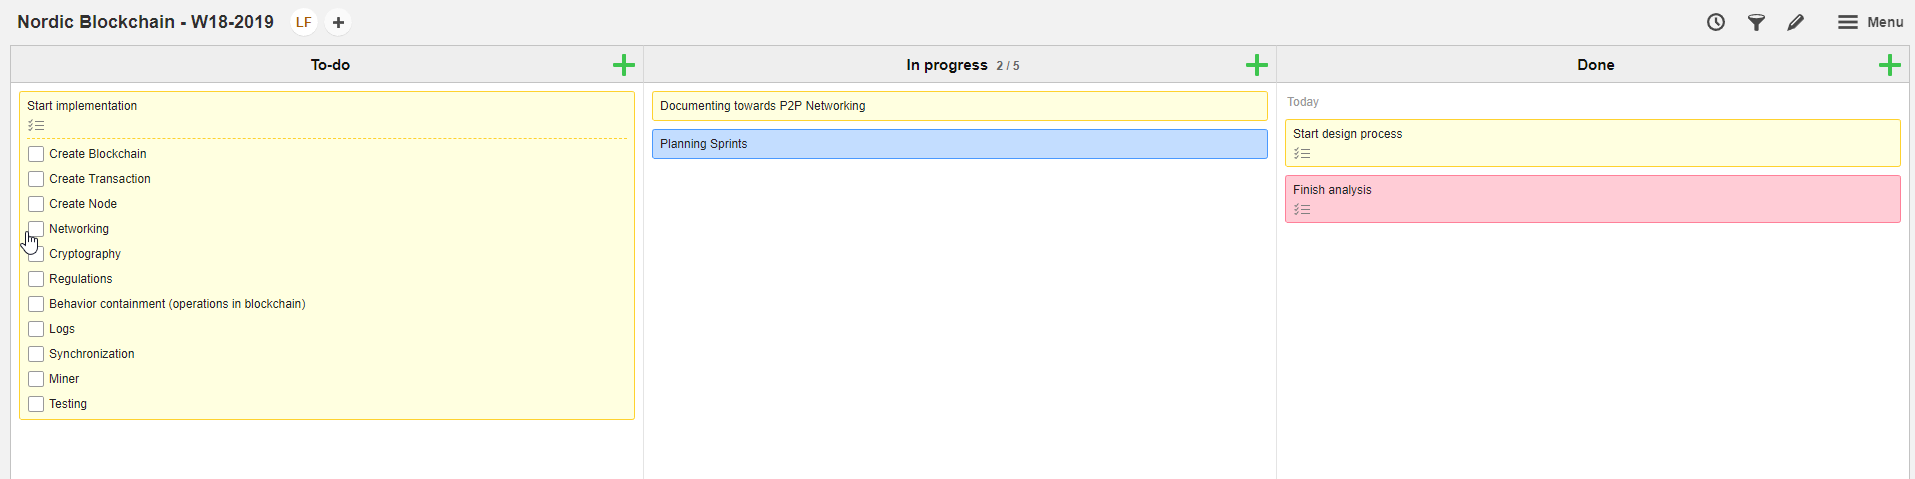 Nordic Blockchain - W18-2019 LF Menu
To-do
Start implementation
Create Blockchain
Create Transaction
Create Node
Networking
Cryptography
Regulations
Behavior containment (operations in blockchain)
Logs
Synchronization
Miner
Testing
In progress 2 / 5
Documenting towards P2P Networking
Planning Sprints
Done
Today
Start design process
Finish analysis